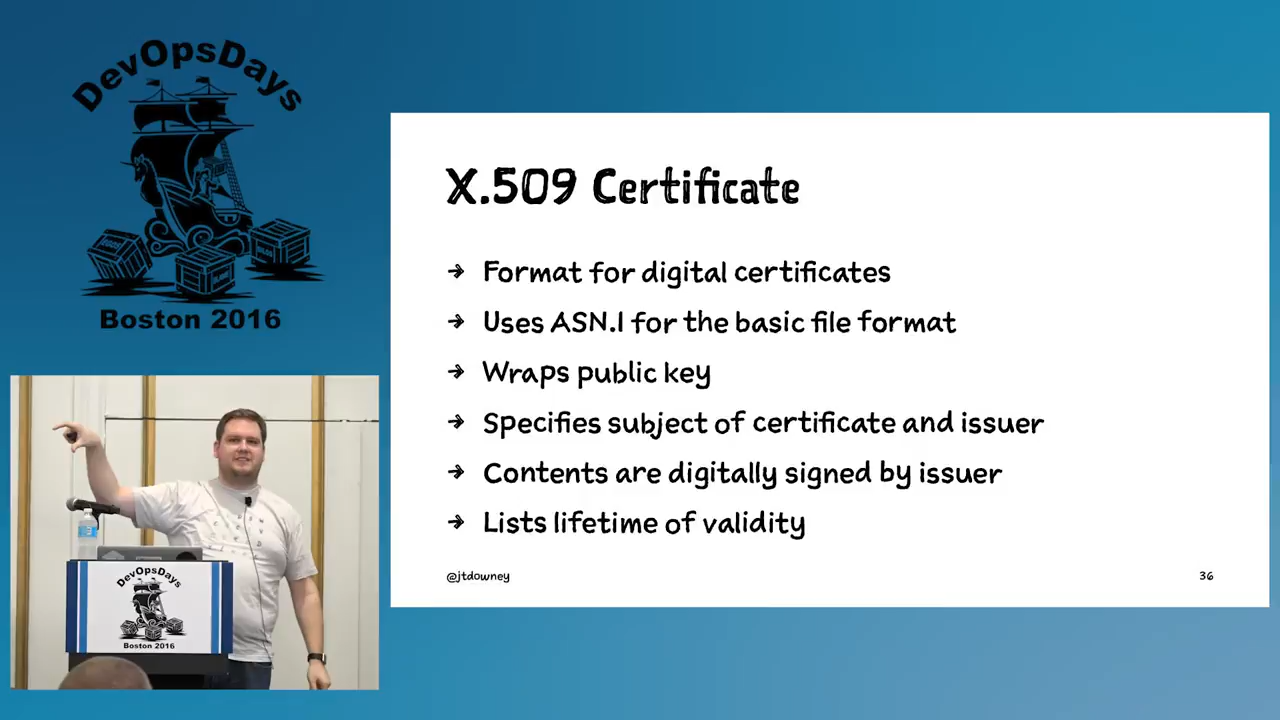 DevOpsDays
Boston 2016
X.509 Certificate
→ Format for digital certificates
→ Uses ASN.1 for the basic file format
→ Wraps public key
→ Specifies subject of certificate and issuer
→ Contents are digitally signed by issuer
→ Lists lifetime of validity
@jtdowney
36
DevOpsDays
Boston 2016